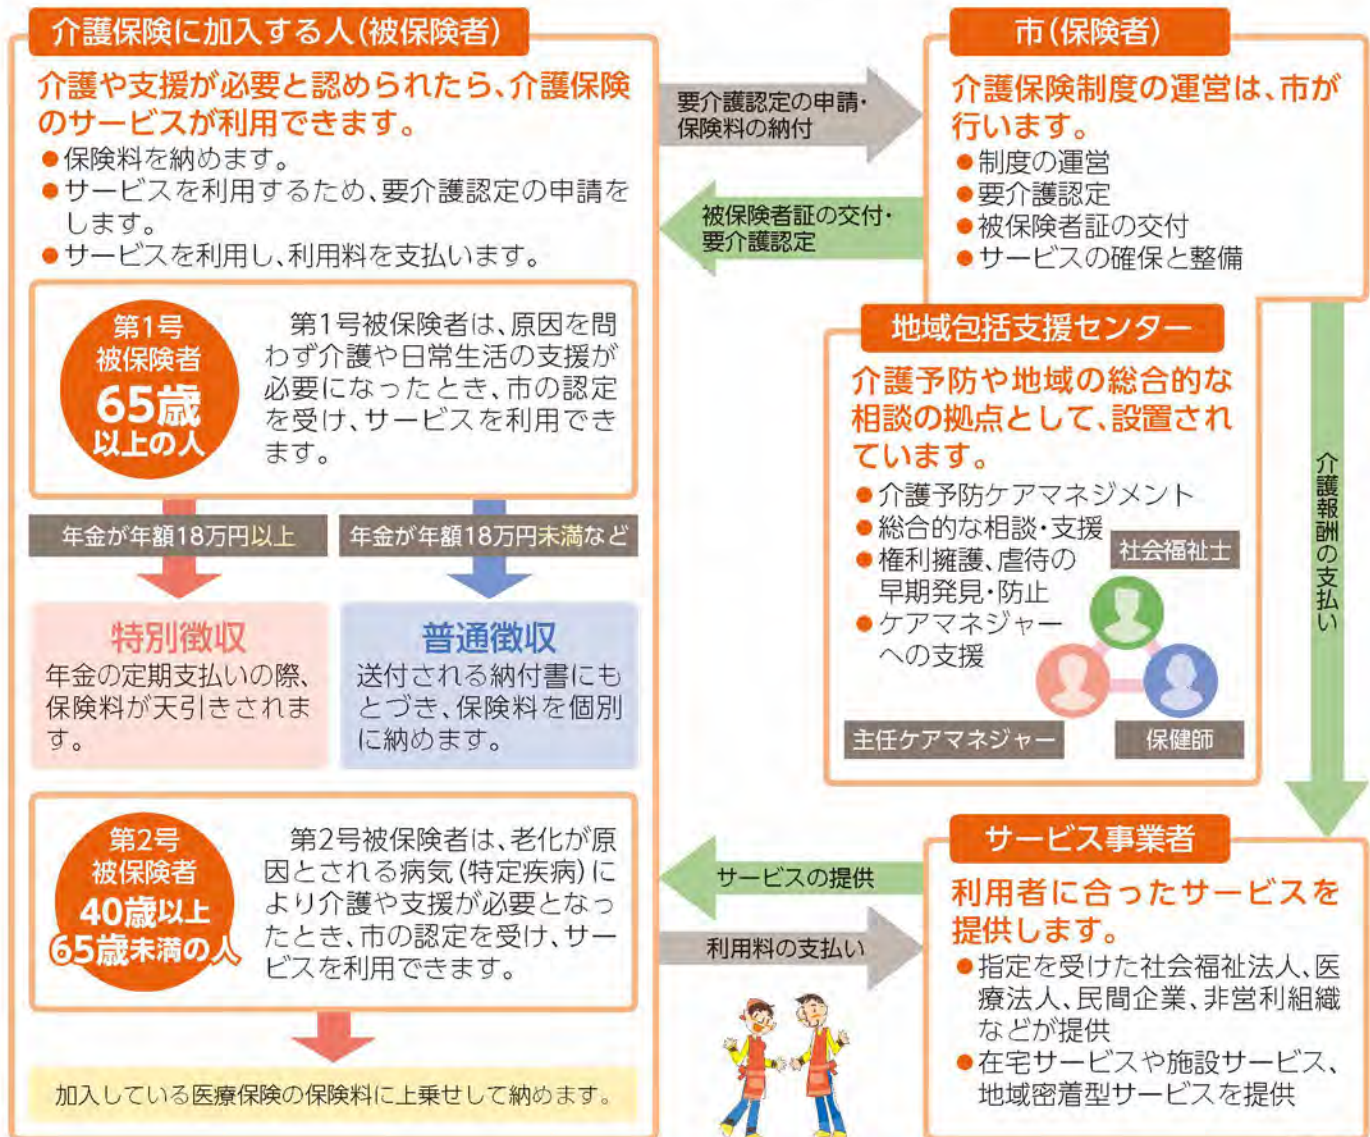 介護保険に加入する人(被保険者)
介護や支援が必要と認められたら、介護保険
のサービスが利用できます。
●保険料を納めます。
●サービスを利用するため、要介護認定の申請を
します。
●サービスを利用し、利用料を支払います。
第1号
被保険者
65歳
以上の人
第1号被保険者は、原因を問
わず介護や日常生活の支援が
必要になったとき、市の認定
を受け、サービスを利用でき
ます。
年金が年額18万円以上
年金が年額18万円未満など
特別徴収
年金の定期支払いの際、
保険料が天引きされま
す。
普通徴収
送付される納付書にも
とづき、保険料を個別
に納めます。
第2号
被保険者
40歳以上
65歳未満の人
第2号被保険者は、老化が原
因とされる病気(特定疾病)に
より介護や支援が必要となっ
たとき、市の認定を受け、サー
ビスを利用できます。
加入している医療保険の保険料に上乗せして納めます。
要介護認定の申請・
保険料の納付
被保険者証の交付・
要介護認定
市(保険者)
介護保険制度の運営は、市が
行います。
●制度の運営
●要介護認定
●被保険者証の交付
●サービスの確保と整備
地域包括支援センター
介護予防や地域の総合的な
相談の拠点として、設置され
ています。
●介護予防ケアマネジメント
●総合的な相談・支援
●権利擁護、虐待の
早期発見・防止
●ケアマネジャー
への支援
社会福祉士
主任ケアマネジャー
保健師
介護報酬の支払い
サービスの提供
利用料の支払い
サービス事業者
利用者に合ったサービスを
提供します。
●指定を受けた社会福祉法人、医
療法人、民間企業、非営利組織
などが提供
●在宅サービスや施設サービス、
地域密着型サービスを提供